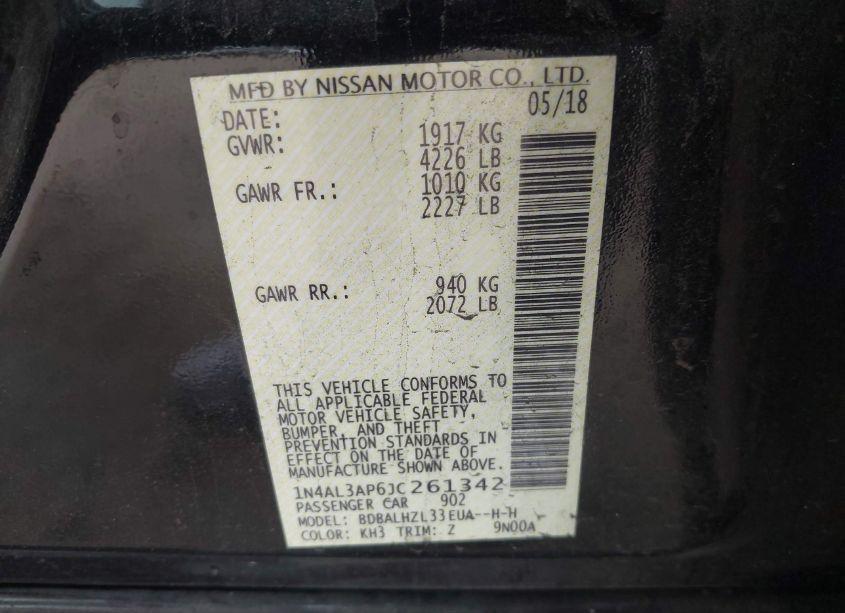 MFD BY NISSAN MOTOR CO., LTD.
DATE: 05/18
GVWR: 1917 KG
4226 LB
GAWR FR.: 1010 KG
2227 LB
GAWR RR.: 940 KG
2072 LB
THIS VEHICLE CONFORMS TO
ALL APPLICABLE FEDERAL
MOTOR VEHICLE SAFETY,
BUMPER, AND THEFT
PREVENTION STANDARDS IN
EFFECT ON THE DATE OF
MANUFACTURE SHOWN ABOVE.
1N4AL3AP6JC261342
PASSENGER CAR 902
MODEL: BDBALHZL33EUA--H-H
COLOR: KH3 TRIM: Z 9N00A